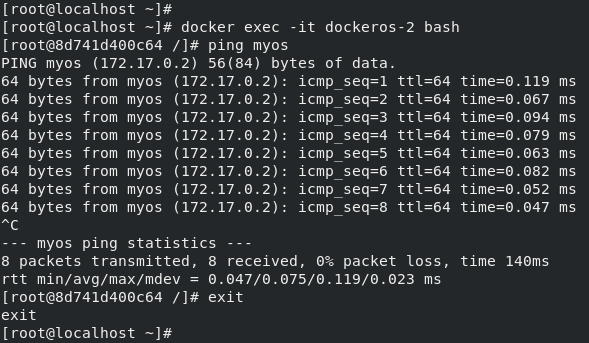 [root@localhost ~]#
[root@localhost ~]# docker exec -it dockeros-2 bash
[root@8d741d400c64 /]# ping myos
PING myos (172.17.0.2) 56(84) bytes of data.
64 bytes from myos (172.17.0.2): icmp_seq=1 ttl=64 time=0.119 ms
64 bytes from myos (172.17.0.2): icmp_seq=2 ttl=64 time=0.067 ms
64 bytes from myos (172.17.0.2): icmp_seq=3 ttl=64 time=0.094 ms
64 bytes from myos (172.17.0.2): icmp_seq=4 ttl=64 time=0.079 ms
64 bytes from myos (172.17.0.2): icmp_seq=5 ttl=64 time=0.063 ms
64 bytes from myos (172.17.0.2): icmp_seq=6 ttl=64 time=0.082 ms
64 bytes from myos (172.17.0.2): icmp_seq=7 ttl=64 time=0.052 ms
64 bytes from myos (172.17.0.2): icmp_seq=8 ttl=64 time=0.047 ms
^C
--- myos ping statistics ---
8 packets transmitted, 8 received, 0% packet loss, time 140ms
rtt min/avg/max/mdev = 0.047/0.075/0.119/0.023 ms
[root@8d741d400c64 /]# exit
exit
[root@localhost ~]#